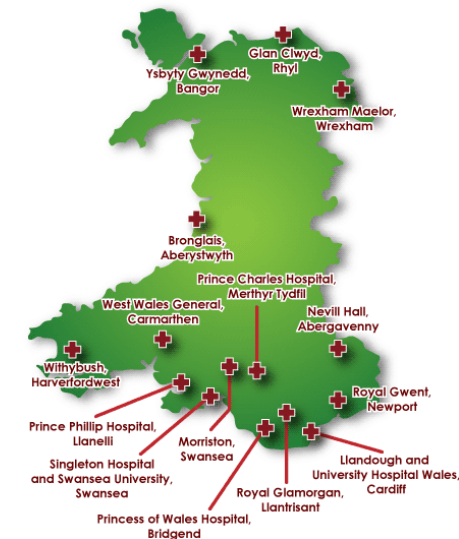 Glan Clwyd,
Rhyl
Ysbyty Gwynedd,
Bangor
Wrexham Maelor,
Wrexham
Bronglais,
Aberystwyth
Prince Charles Hospital,
Merthyr Tydfil
West Wales General,
Carmarthen
Nevill Hall,
Abergavenny
Withybush,
Harverfordwest
Royal Gwent,
Newport
Prince Phillip Hospital,
Llanelli
Morriston,
Swansea
Singleton Hospital
and Swansea University,
Swansea
Llandough and
University Hospital Wales,
Cardiff
Royal Glamorgan,
Llantrisant
Princess of Wales Hospital,
Bridgend